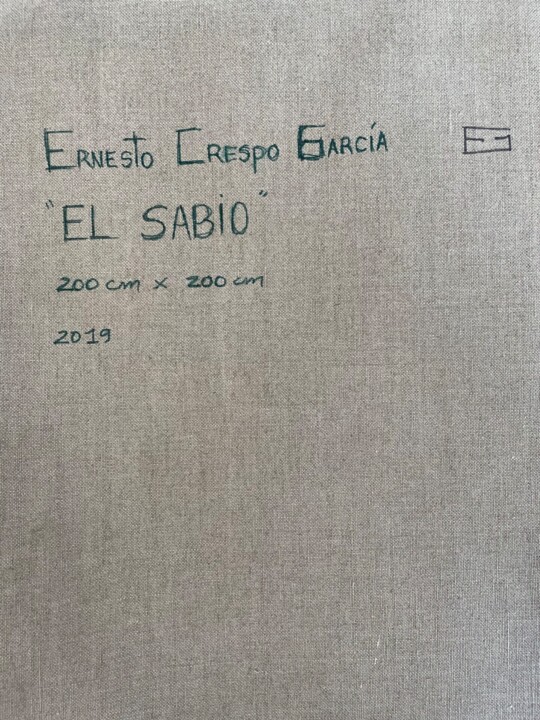 Ernesto Crespo García
"EL SABIO"
200 cm x 200 cm
2019